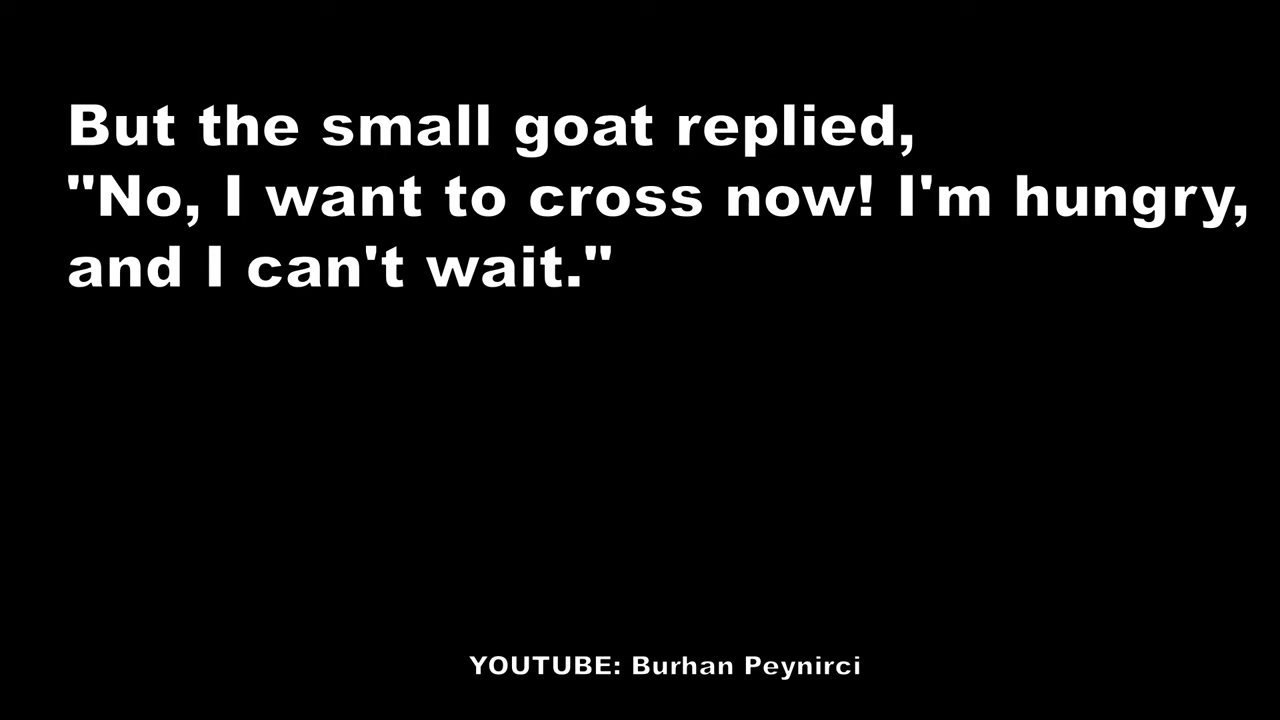 But the small goat replied,
"No, I want to cross now! I'm hungry,
and I can't wait."
YOUTUBE: Burhan Peynirci